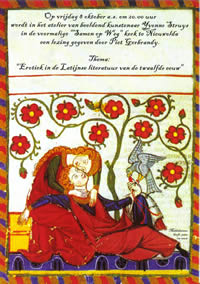 Op vrijdag 8 oktober a.s. om 20.00 uur
wordt in het atelier van beeldend kunstenaar Yvonne Struys
in de voormalige "Samen op Weg" kerk te Nieuwolda
een lezing gegeven door Piet Gerbrandy.
Thema:
"Erotiek in de Latijnse literatuur van de twaalfde eeuw"